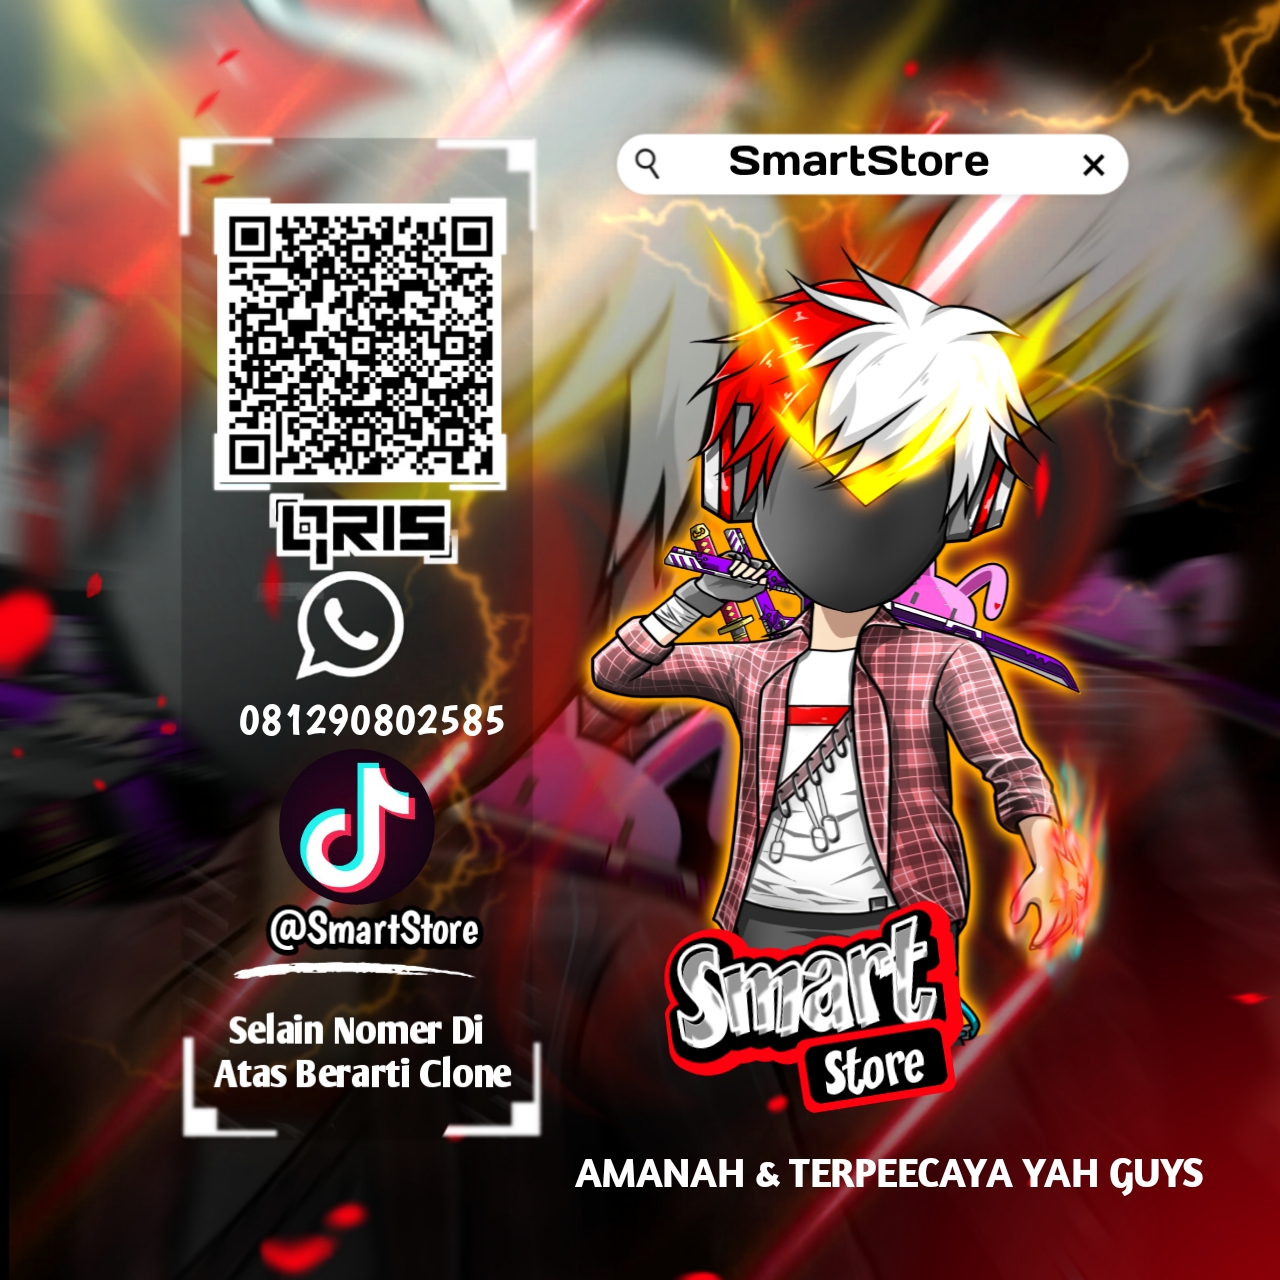 SmartStore
QRIS
081290802585
@SmartStore
Selain Nomer Di
Atas Berarti Clone
Smart
Store
AMANAH & TERPEECAYA YAH GUYS